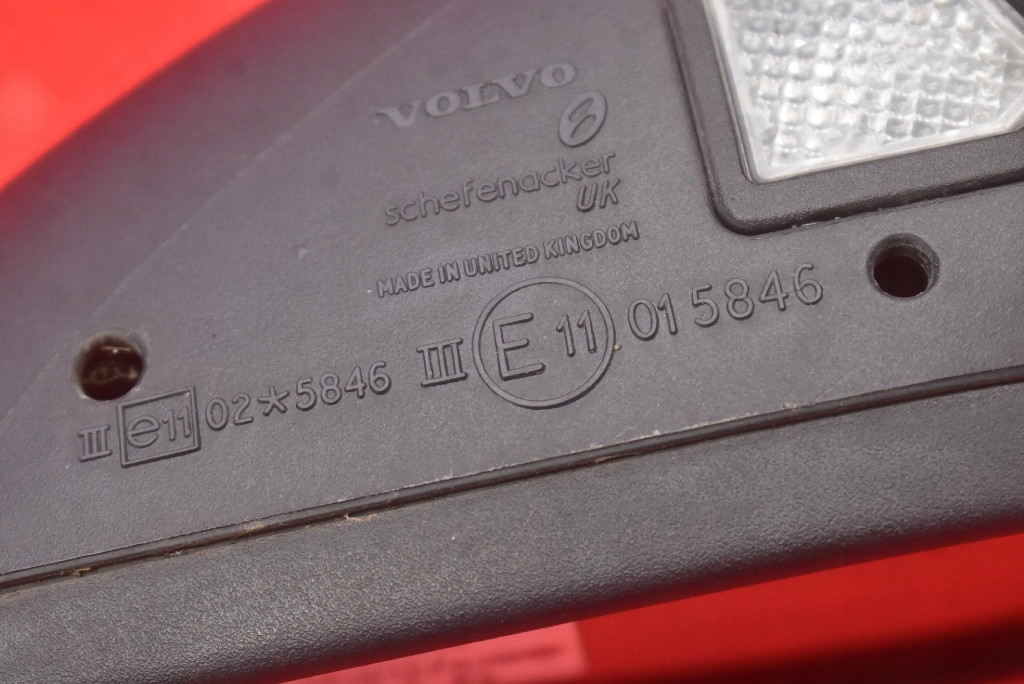 VOLVO
schefenacker
UK
MADE IN UNITED KINGDOM
III E 11 01 5846
III e11 02*5846